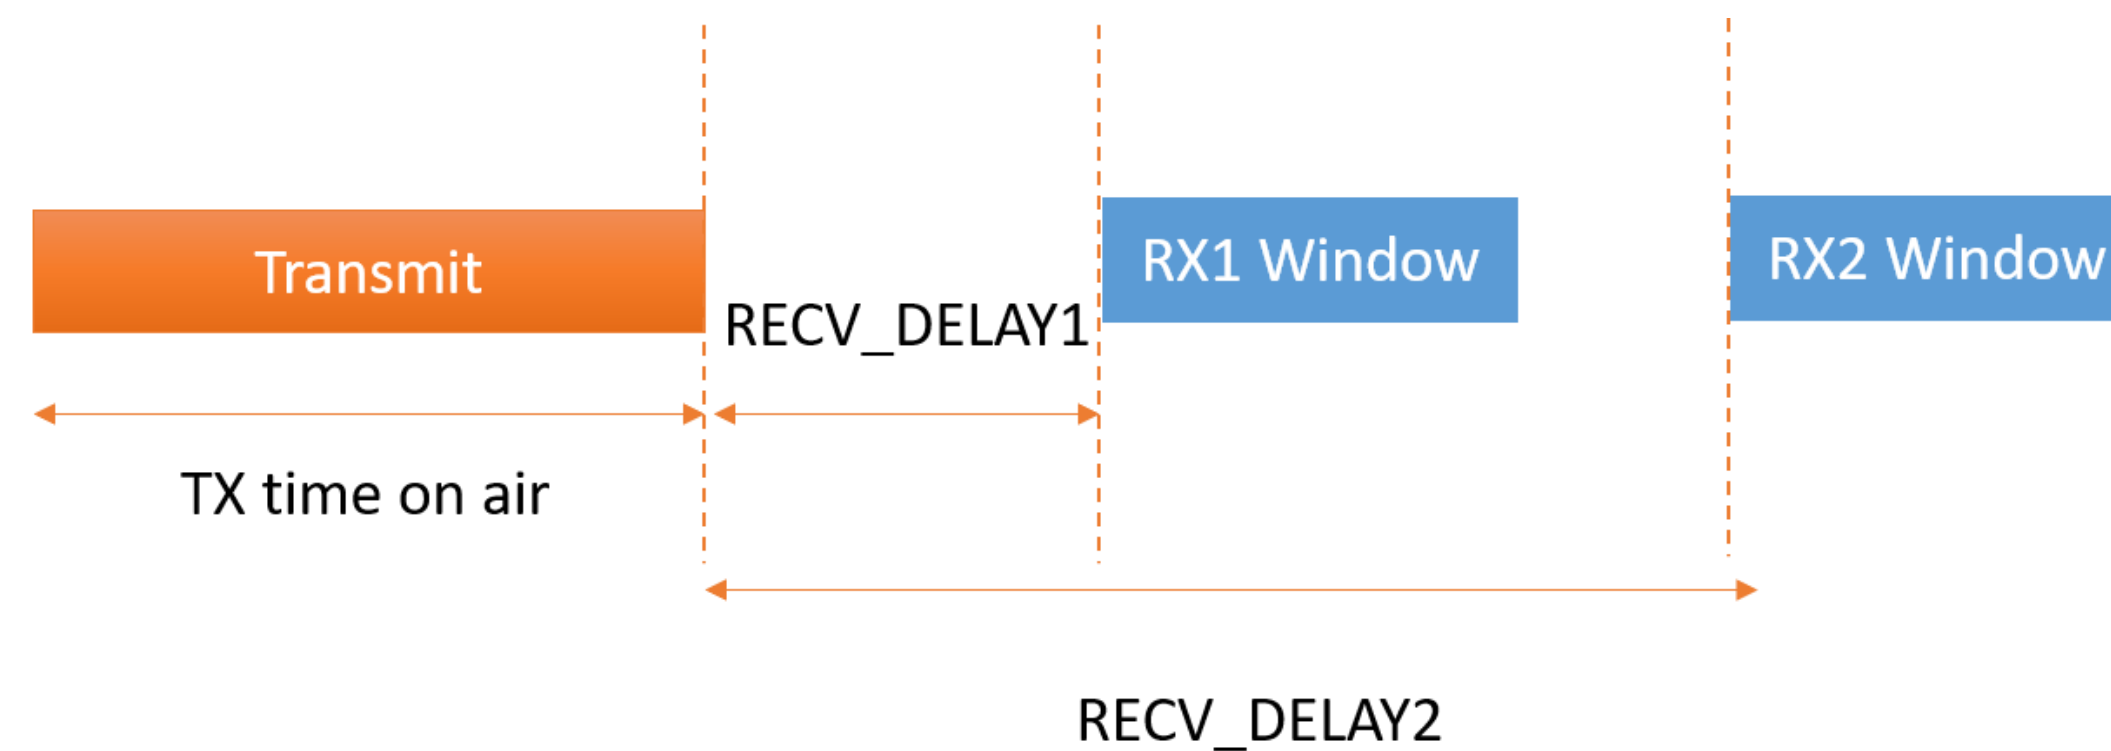 Transmit
RX1 Window
RX2 Window
RECV_DELAY1
TX time on air
RECV_DELAY2